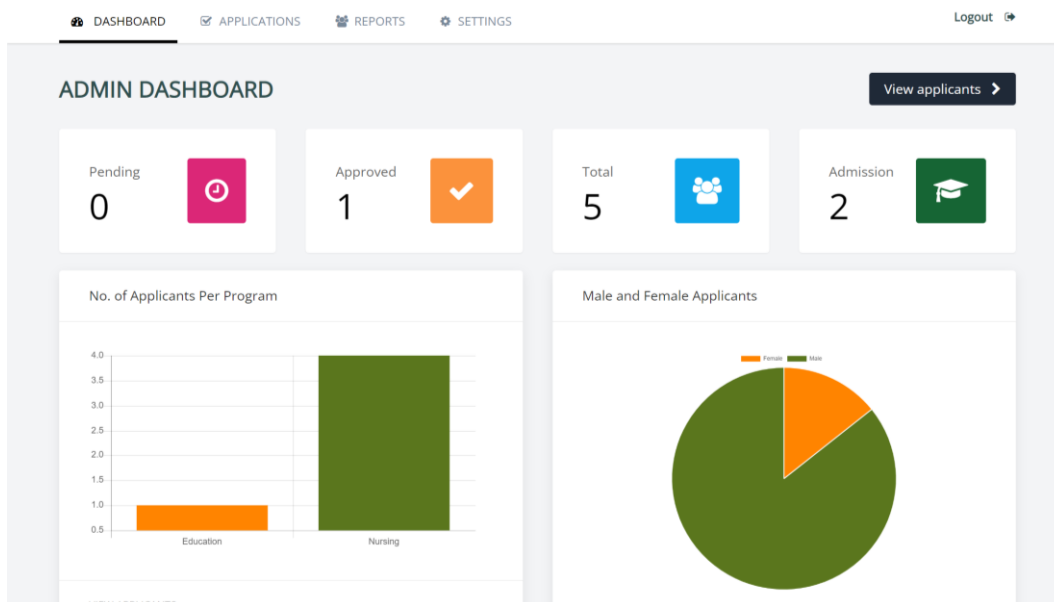 DASHBOARD APPLICATIONS REPORTS SETTINGS Logout
ADMIN DASHBOARD View applicants
Pending
0
Approved
1
Total
5
Admission
2
No. of Applicants Per Program
4.0
3.5
3.0
2.5
2.0
1.5
1.0
0.5
Education Nursing
Male and Female Applicants
Female Male